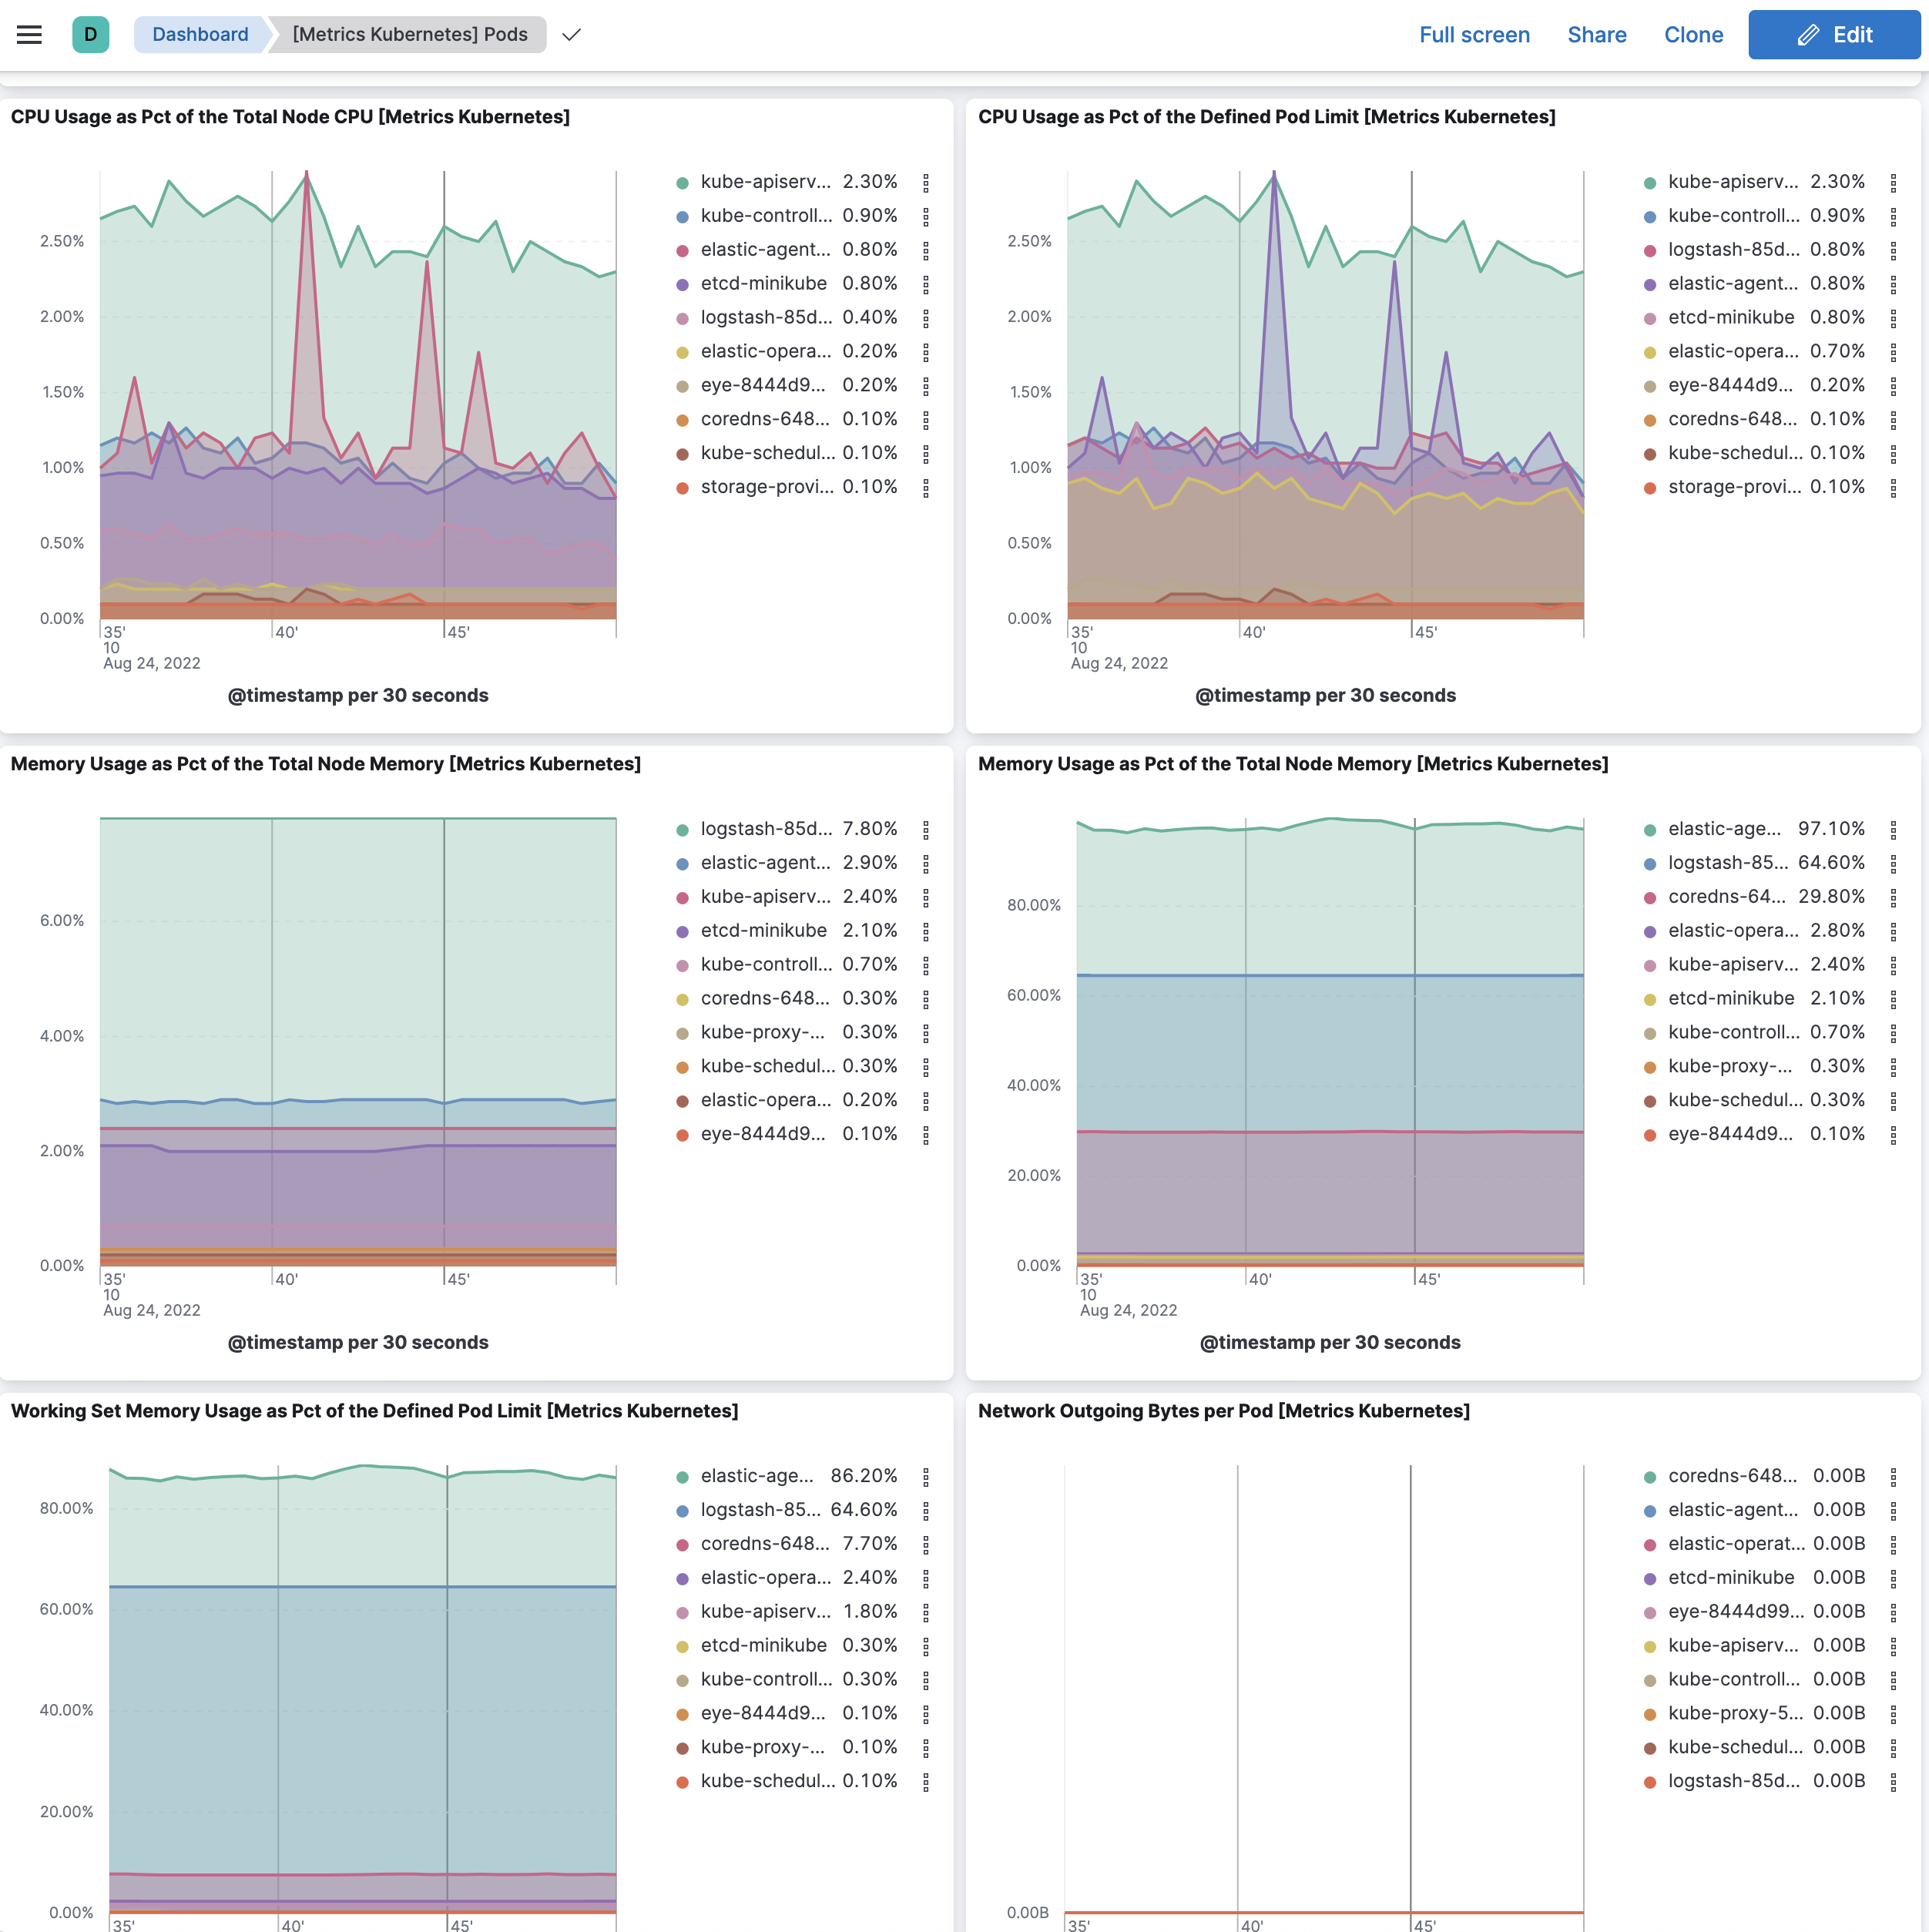 D Dashboard [Metrics Kubernetes] Pods Full screen Share Clone Edit
CPU Usage as Pct of the Total Node CPU [Metrics Kubernetes]
2.50%
2.00%
1.50%
1.00%
0.50%
0.00%
35' 40' 45'
10
Aug 24, 2022
@timestamp per 30 seconds
kube-apiserv... 2.30%
kube-controll... 0.90%
elastic-agent... 0.80%
etcd-minikube 0.80%
logstash-85d... 0.40%
elastic-opera... 0.20%
eye-8444d9... 0.20%
coredns-648... 0.10%
kube-schedul... 0.10%
storage-provi... 0.10%
CPU Usage as Pct of the Defined Pod Limit [Metrics Kubernetes]
2.50%
2.00%
1.50%
1.00%
0.50%
0.00%
35' 40' 45'
10
Aug 24, 2022
@timestamp per 30 seconds
kube-apiserv... 2.30%
kube-controll... 0.90%
logstash-85d... 0.80%
elastic-agent... 0.80%
etcd-minikube 0.80%
elastic-opera... 0.70%
eye-8444d9... 0.20%
coredns-648... 0.10%
kube-schedul... 0.10%
storage-provi... 0.10%
Memory Usage as Pct of the Total Node Memory [Metrics Kubernetes]
6.00%
4.00%
2.00%
0.00%
35' 40' 45'
10
Aug 24, 2022
@timestamp per 30 seconds
logstash-85d... 7.80%
elastic-agent... 2.90%
kube-apiserv... 2.40%
etcd-minikube 2.10%
kube-controll... 0.70%
coredns-648... 0.30%
kube-proxy-... 0.30%
kube-schedul... 0.30%
elastic-opera... 0.20%
eye-8444d9... 0.10%
Memory Usage as Pct of the Total Node Memory [Metrics Kubernetes]
80.00%
60.00%
40.00%
20.00%
0.00%
35' 40' 45'
10
Aug 24, 2022
@timestamp per 30 seconds
elastic-age... 97.10%
logstash-85... 64.60%
coredns-64... 29.80%
elastic-opera... 2.80%
kube-apiserv... 2.40%
etcd-minikube 2.10%
kube-controll... 0.70%
kube-proxy-... 0.30%
kube-schedul... 0.30%
eye-8444d9... 0.10%
Working Set Memory Usage as Pct of the Defined Pod Limit [Metrics Kubernetes]
80.00%
60.00%
40.00%
20.00%
0.00%
35' 40' 45'
elastic-age... 86.20%
logstash-85... 64.60%
coredns-648... 7.70%
elastic-opera... 2.40%
kube-apiserv... 1.80%
etcd-minikube 0.30%
kube-controll... 0.30%
eye-8444d9... 0.10%
kube-proxy-... 0.10%
kube-schedul... 0.10%
Network Outgoing Bytes per Pod [Metrics Kubernetes]
0.00B
35' 40' 45'
coredns-648... 0.00B
elastic-agent... 0.00B
elastic-operat... 0.00B
etcd-minikube 0.00B
eye-8444d99... 0.00B
kube-apiserv... 0.00B
kube-controll... 0.00B
kube-proxy-5... 0.00B
kube-schedul... 0.00B
logstash-85d... 0.00B